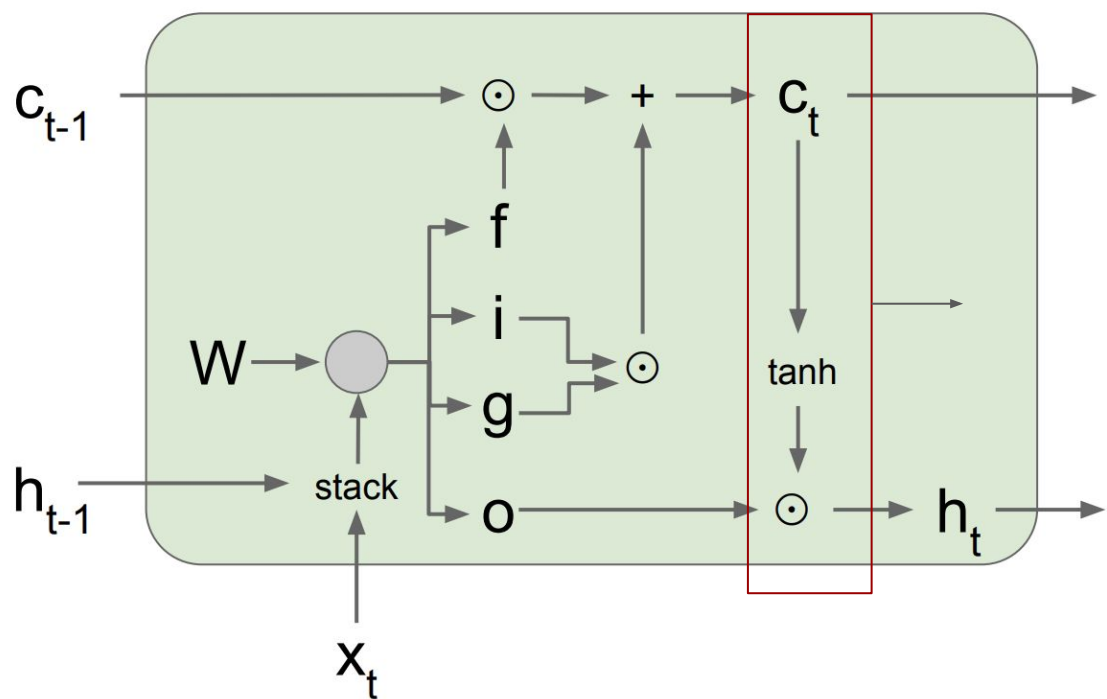 c_{t-1} ⊙ + c_t
f
i
W ⊙ tanh
g
h_{t-1} stack o ⊙ h_t
x_t